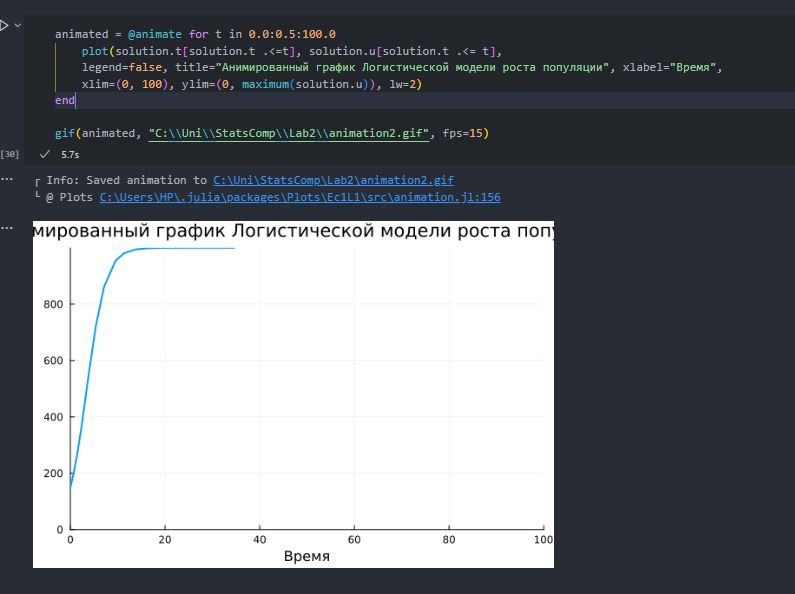 animated = @animate for t in 0.0:0.5:100.0
plot(solution.t[solution.t .<=t], solution.u[solution.t .<= t],
legend=false, title="Анимированный график Логистической модели роста популяции", xlabel="Время",
xlim=(0, 100), ylim=(0, maximum(solution.u)), lw=2)
end
gif(animated, "C:\\Uni\\StatsComp\\Lab2\\animation2.gif", fps=15)
[30]
5.7s
... ┌ Info: Saved animation to C:\Uni\StatsComp\Lab2\animation2.gif
└ @ Plots C:\Users\HP\.julia\packages\Plots\Ec1L1\src\animation.jl:156
...
мированный график Логистической модели роста попу
800
600
400
200
0
0 20 40 60 80 100
Время